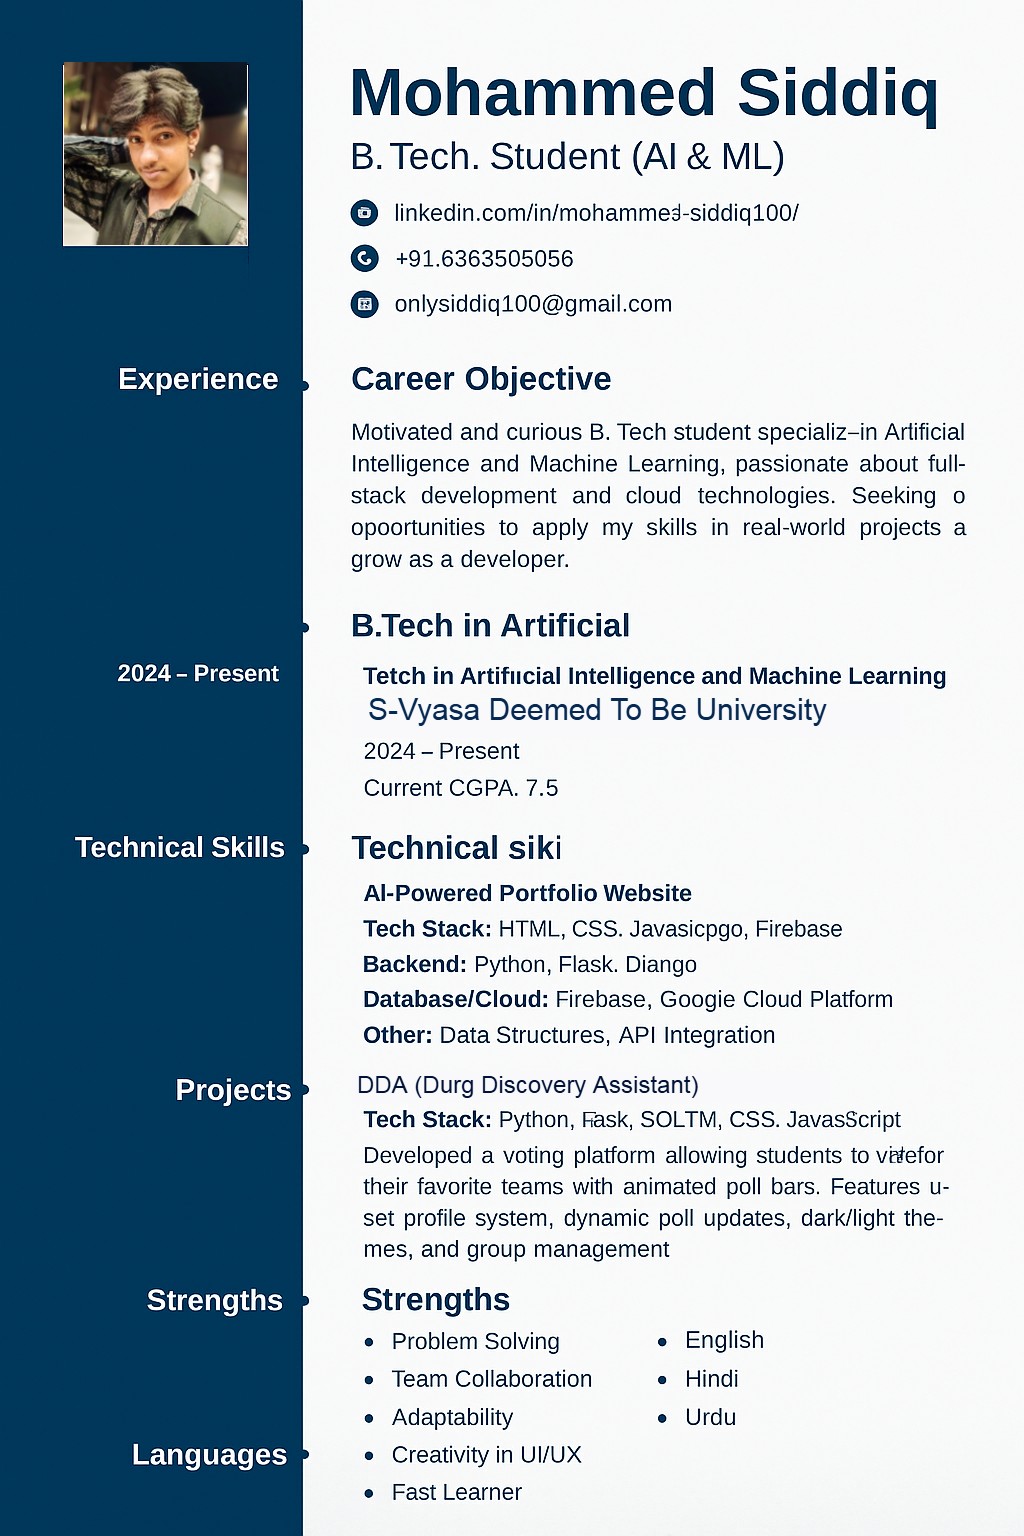 Mohammed Siddiq
B. Tech. Student (AI & ML)
linkedin.com/in/mohammed-siddiq100/
+91.6363505056
onlysiddiq100@gmail.com
Experience
Career Objective
Motivated and curious B. Tech student specializ–in Artificial
Intelligence and Machine Learning, passionate about full-
stack development and cloud technologies. Seeking o
opoortunities to apply my skills in real-world projects a
grow as a developer.
B.Tech in Artificial
2024 – Present
Tetch in Artifııcial Intelligence and Machine Learning
S-Vyasa Deemed To Be University
2024 – Present
Current CGPA. 7.5
Technical Skills
Technical siki
Al-Powered Portfolio Website
Tech Stack: HTML, CSS. Javasicpgo, Firebase
Backend: Python, Flask. Diango
Database/Cloud: Firebase, Googie Cloud Platform
Other: Data Structures, API Integration
Projects
DDA (Durg Discovery Assistant)
Tech Stack: Python, Fask, SOLTM, CSS. JavasScript
Developed a voting platform allowing students to
their favorite teams with animated poll bars. Features u-
set profile system, dynamic poll updates, dark/light the-
mes, and group management
Strengths
Strengths
Problem Solving
Team Collaboration
Adaptability
Creativity in UI/UX
Fast Learner
English
Hindi
Urdu
Languages